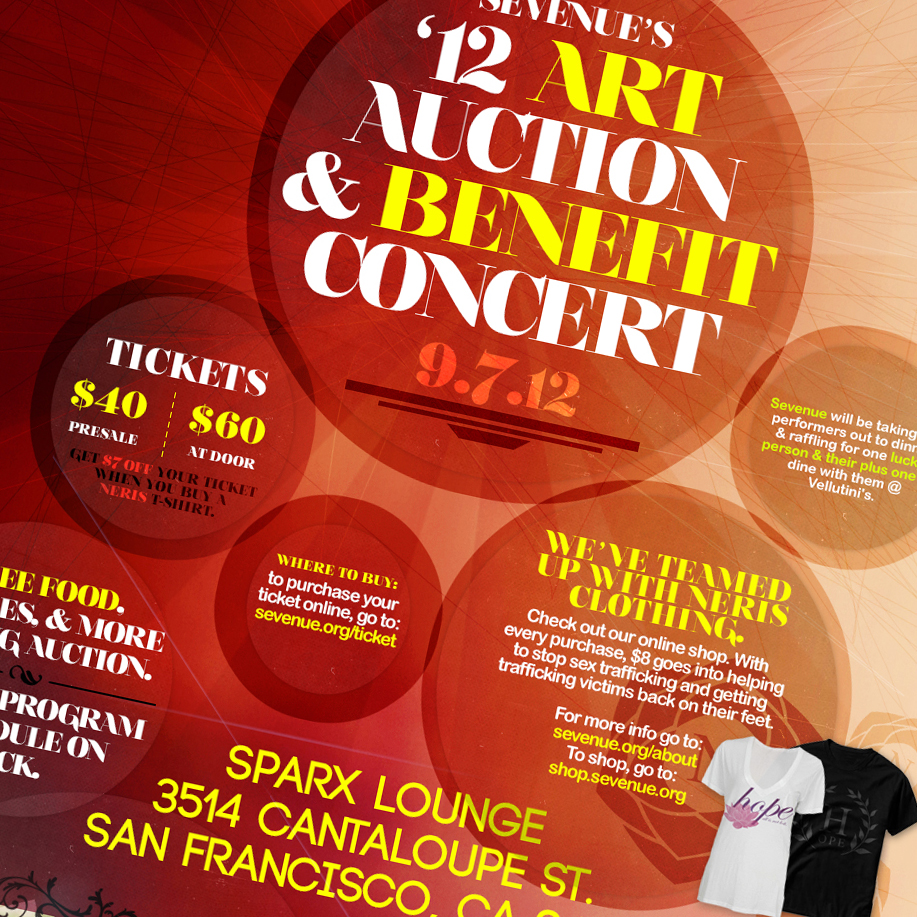 SEVENUE'S
'12 ART
AUCTION
& BENEFIT
CONCERT
9.7.12
TICKETS
$40
PRESALE
$60
AT DOOR
GET $7 OFF YOUR TICKET
WHEN YOU BUY A
NERIS T-SHIRT.
Sevenue will be taking
performers out to dinn
& raffling for one luck
person & their plus one
dine with them @
Vellutini's.
EE FOOD.
ES, & MORE
G AUCTION.
PROGRAM
DULE ON
CK.
WHERE TO BUY:
to purchase your
ticket online, go to:
sevenue.org/ticket
WE'VE TEAMED
UP WITH NERIS
CLOTHING.
Check out our online shop. With
every purchase, $8 goes into helping
to stop sex trafficking and getting
trafficking victims back on their feet.
For more info go to:
sevenue.org/about
To shop, go to:
shop.sevenue.org
hope
H
HOPE
SPARX LOUNGE
3514 CANTALOUPE ST.
SAN FRANCISCO, CA